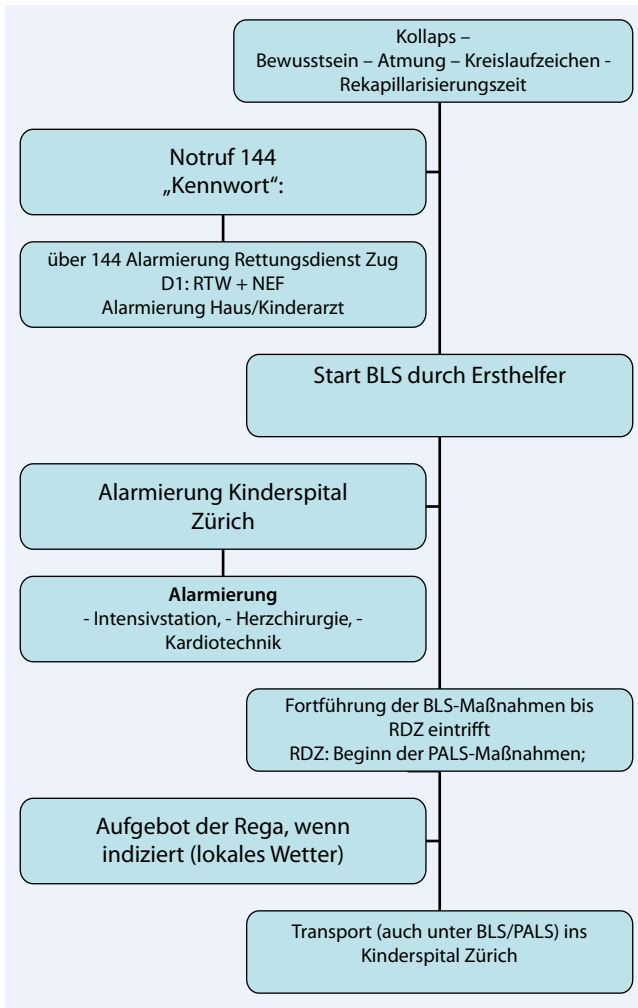 Kollaps –
Bewusstsein – Atmung – Kreislaufzeichen -
Rekapillarisierungszeit
Notruf 144
„Kennwort“:
über 144 Alarmierung Rettungsdienst Zug
D1: RTW + NEF
Alarmierung Haus/Kinderarzt
Start BLS durch Ersthelfer
Alarmierung Kinderspital
Zürich
Alarmierung
- Intensivstation, - Herzchirurgie, -
Kardiotechnik
Fortführung der BLS-Maßnahmen bis
RDZ eintrifft
RDZ: Beginn der PALS-Maßnahmen;
Aufgebot der Rega, wenn
indiziert (lokales Wetter)
Transport (auch unter BLS/PALS) ins
Kinderspital Zürich